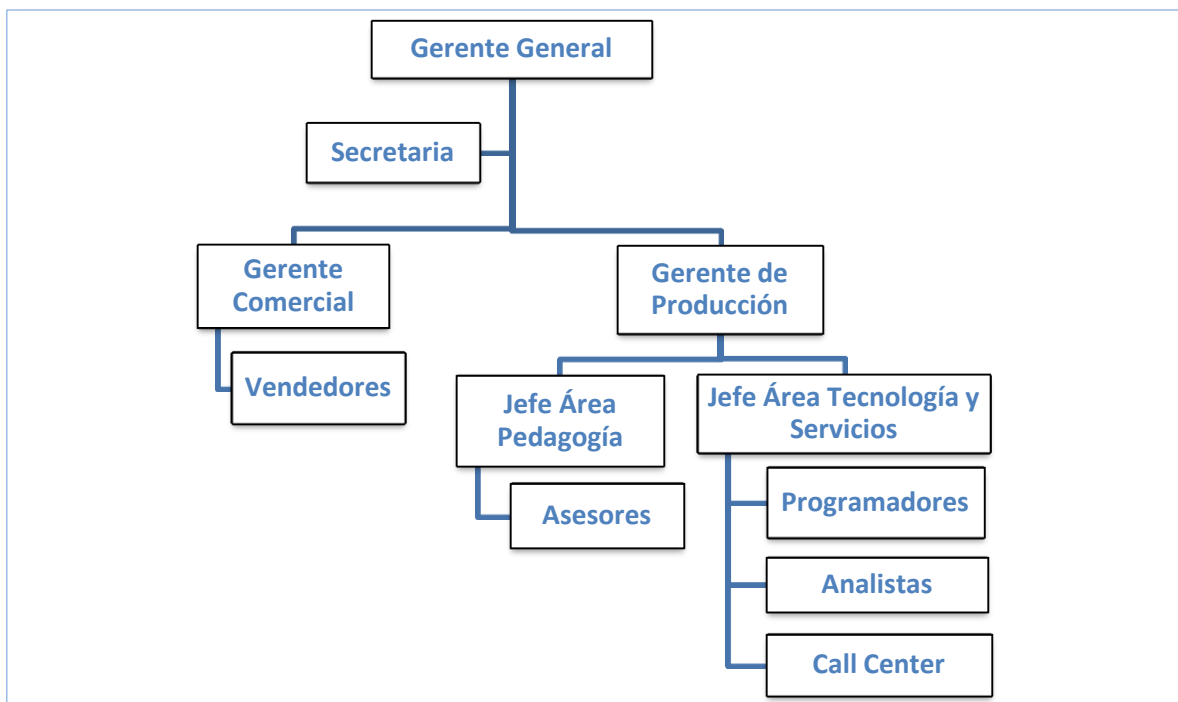 Gerente General
Secretaria
Gerente
Comercial
Gerente de
Producción
Vendedores
Jefe Área
Pedagogía
Jefe Área Tecnología y
Servicios
Asesores
Programadores
Analistas
Call Center